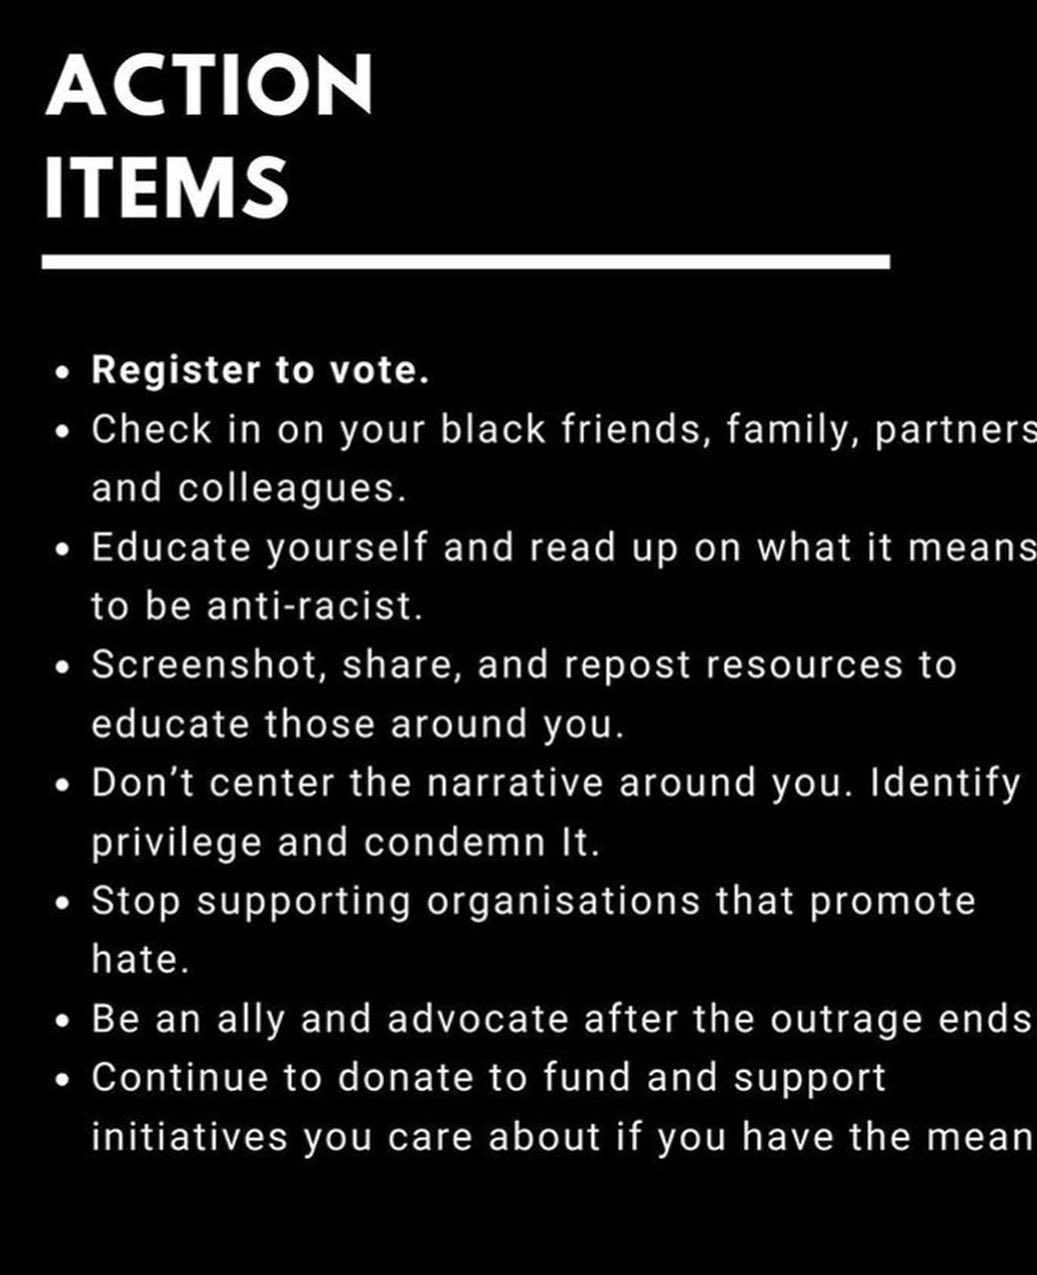 ACTION
ITEMS
• Register to vote.
• Check in on your black friends, family, partners
and colleagues.
• Educate yourself and read up on what it means
to be anti-racist.
• Screenshot, share, and repost resources to
educate those around you.
• Don’t center the narrative around you. Identify
privilege and condemn It.
• Stop supporting organisations that promote
hate.
• Be an ally and advocate after the outrage ends
• Continue to donate to fund and support
initiatives you care about if you have the mean